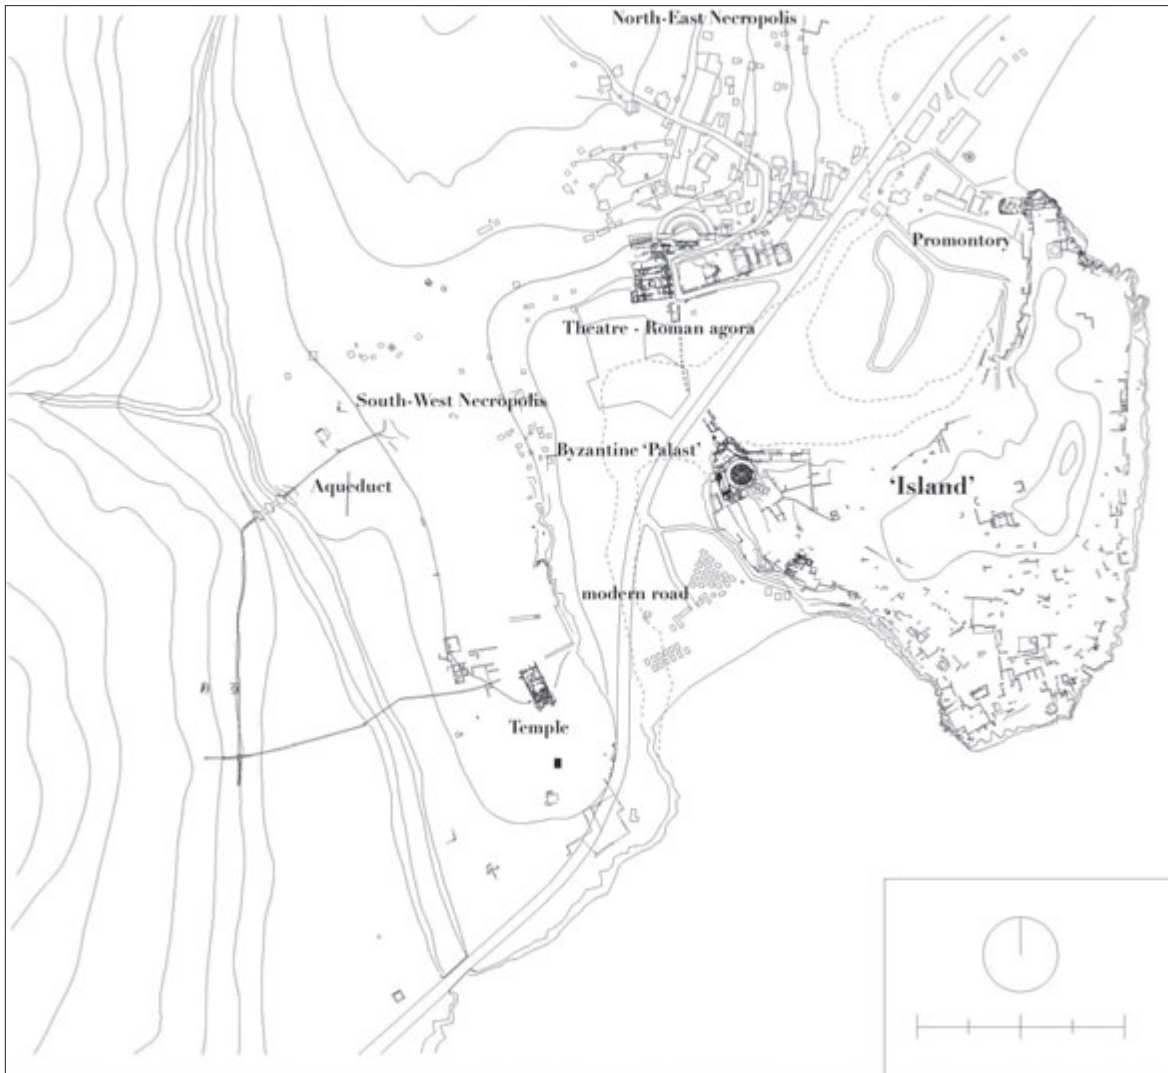 North-East Necropolis
Promontory
Theatre - Roman agora
South-West Necropolis
Byzantine ‘Palast’
Aqueduct
‘Island’
modern road
Temple